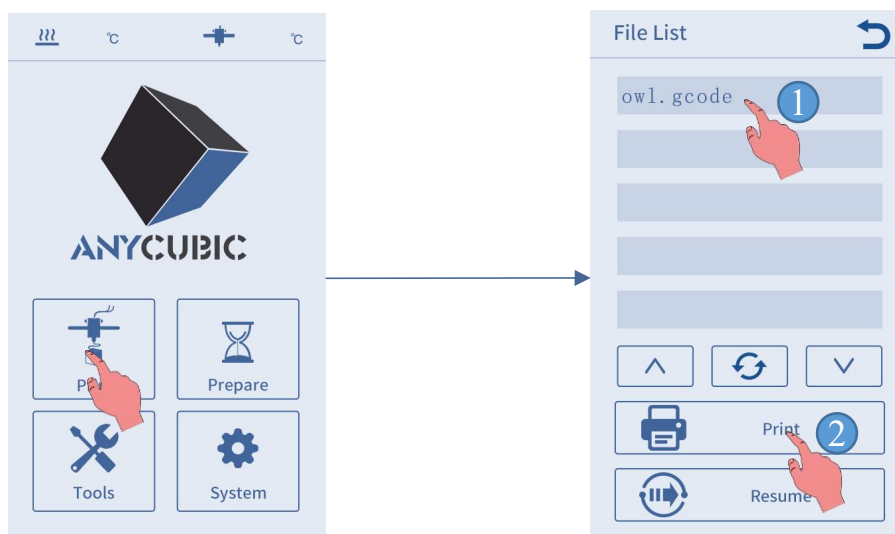 ℃ ℃
ANYCUBIC
Prepare
Tools System
File List
owl.gcode
1
Print
2
Resume